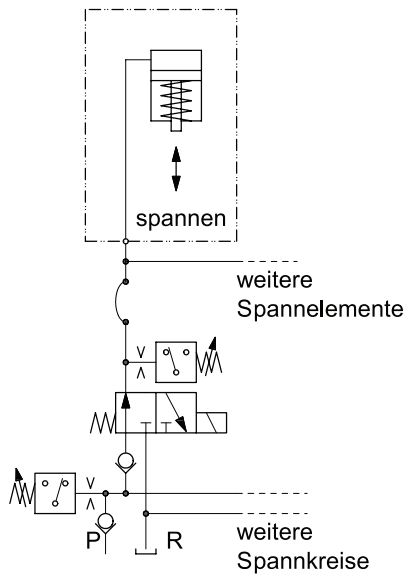 spannen
weitere
Spannelemente
P
R
weitere
Spannkreise